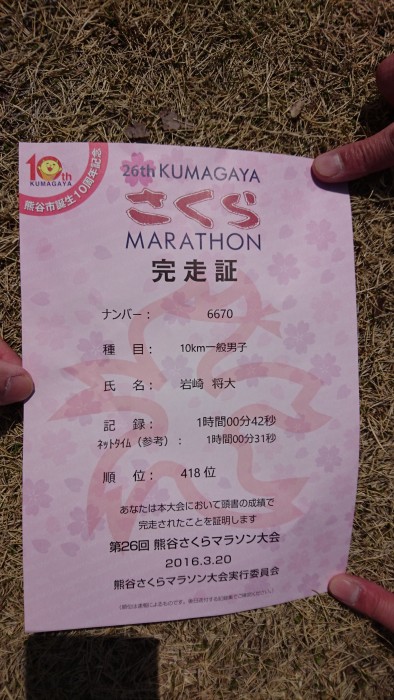 10th
KUMAGAYA
熊谷市誕生10周年記念
26th KUMAGAYA
さくら
MARATHON
完走証
ナンバー： 6670
種 目： 10km一般男子
氏 名： 岩崎 将大
記 録： 1時間00分42秒
ﾈｯﾄﾀｲﾑ（参考）： 1時間00分31秒
順 位： 418 位
あなたは本大会において頭書の成績で
完走されたことを証明します
第26回 熊谷さくらマラソン大会
2016.3.20
熊谷さくらマラソン大会実行委員会